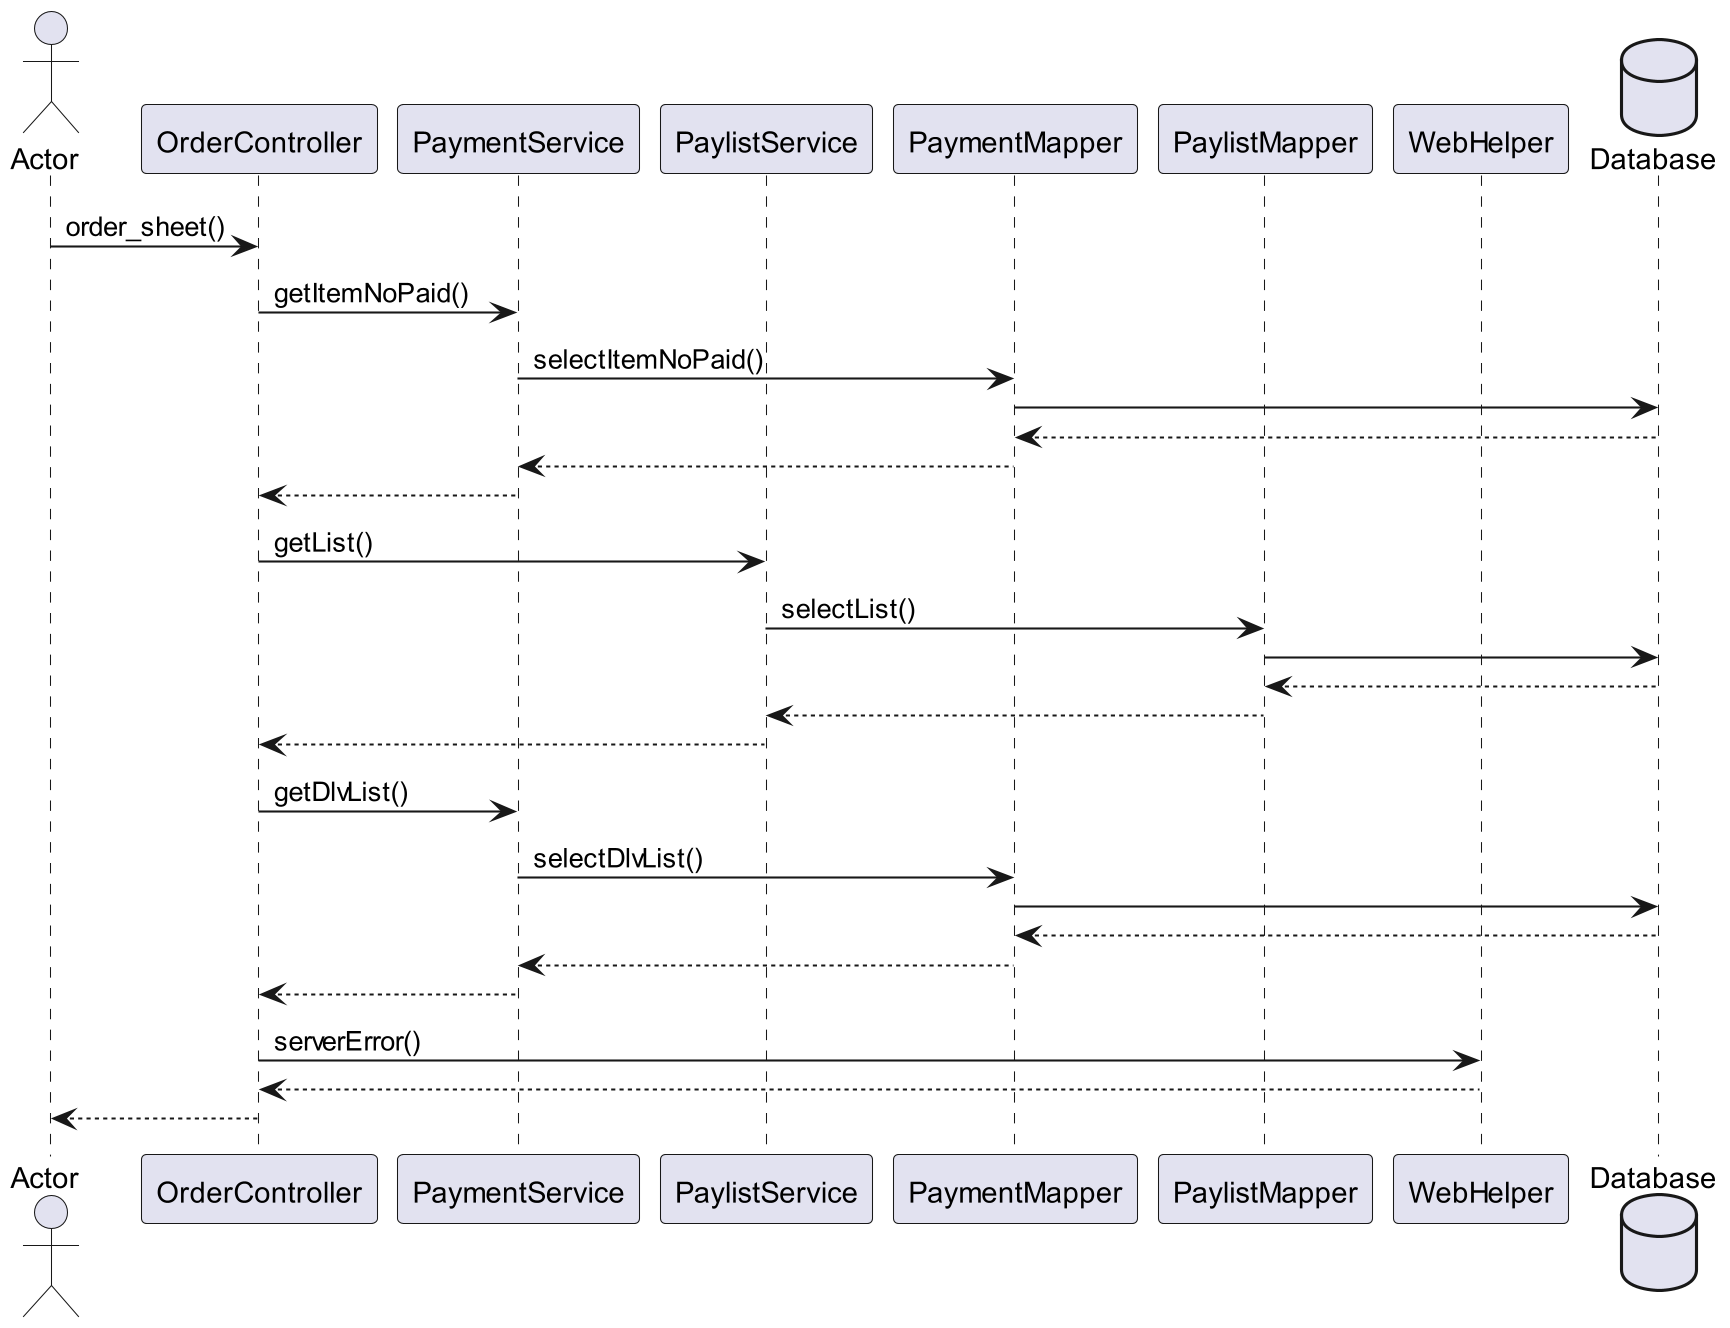 Actor
OrderController
PaymentService
PaylistService
PaymentMapper
PaylistMapper
WebHelper
Database
order_sheet()
getItemNoPaid()
selectItemNoPaid()
getList()
selectList()
getDlvList()
selectDlvList()
serverError()
Actor
OrderController
PaymentService
PaylistService
PaymentMapper
PaylistMapper
WebHelper
Database